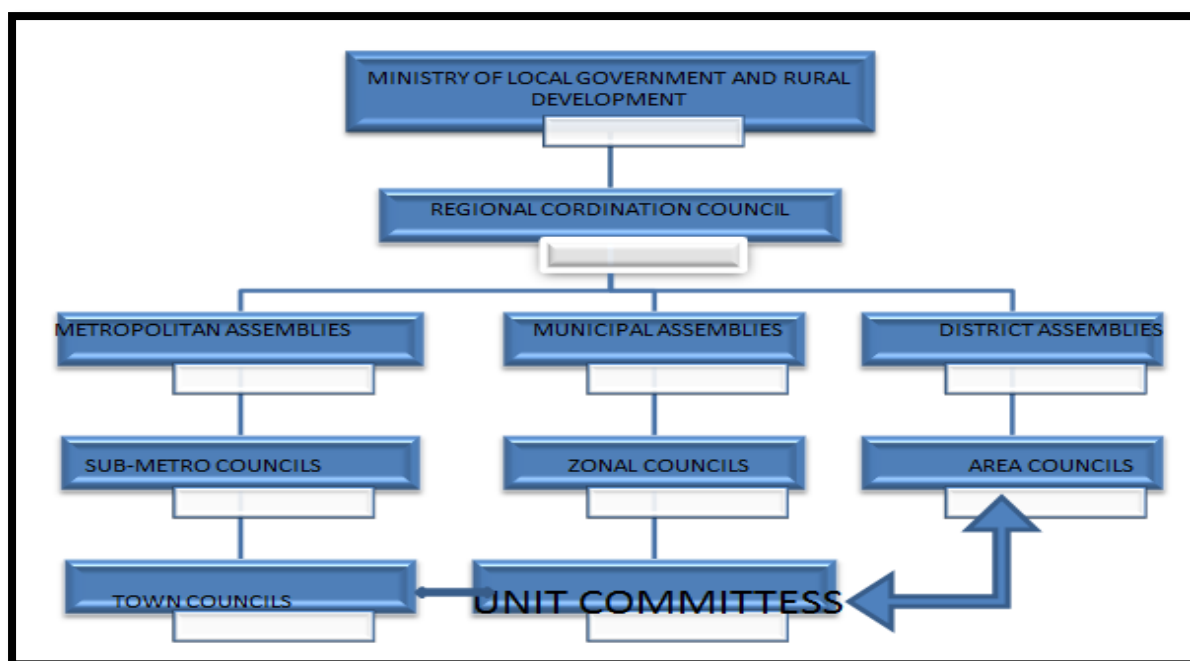 MINISTRY OF LOCAL GOVERNMENT AND RURAL
DEVELOPMENT
REGIONAL CORDINATION COUNCIL
METROPOLITAN ASSEMBLIES
MUNICIPAL ASSEMBLIES
DISTRICT ASSEMBLIES
SUB-METRO COUNCILS
ZONAL COUNCILS
AREA COUNCILS
TOWN COUNCILS
UNIT COMMITTESS